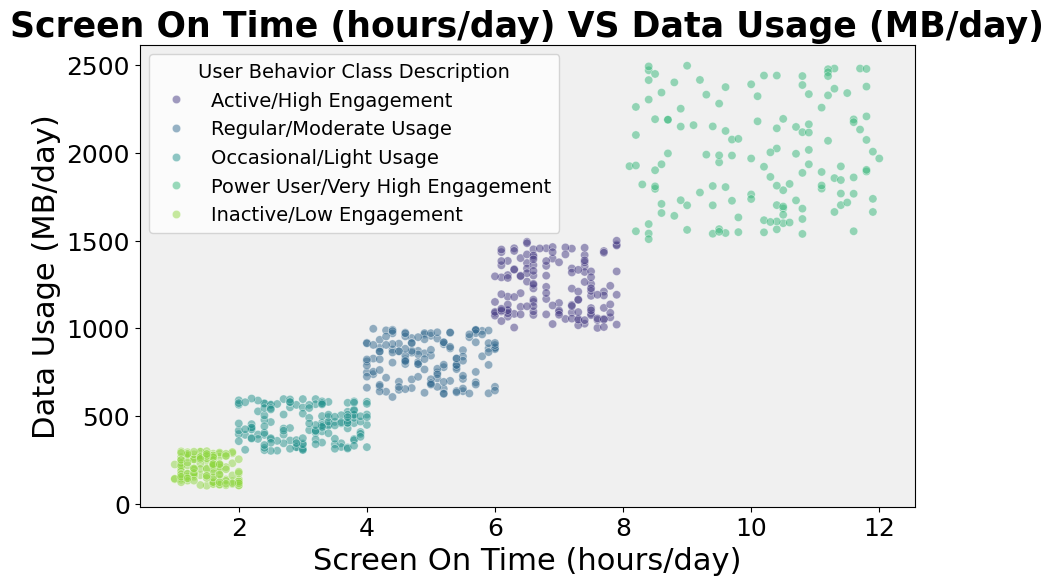 Screen On Time (hours/day) VS Data Usage (MB/day)
User Behavior Class Description
Active/High Engagement
Regular/Moderate Usage
Occasional/Light Usage
Power User/Very High Engagement
Inactive/Low Engagement
Data Usage (MB/day)
2500
2000
1500
1000
500
0
2 4 6 8 10 12
Screen On Time (hours/day)